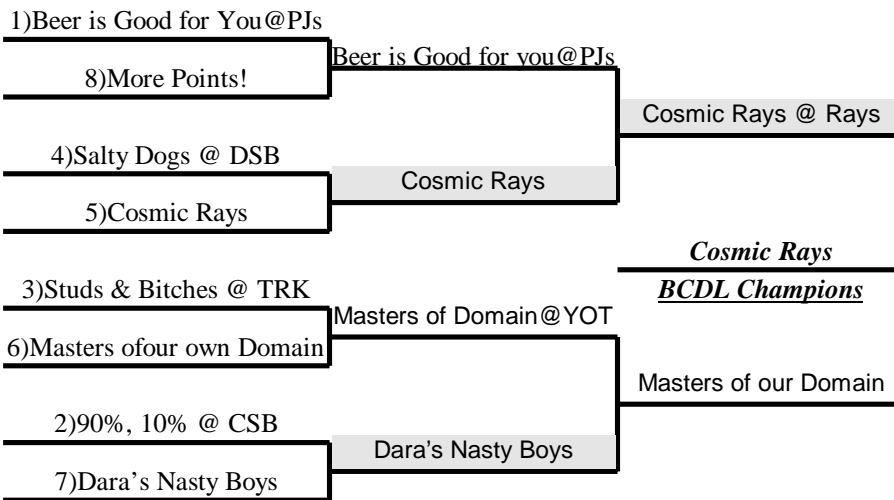 1)Beer is Good for You@PJs
8)More Points!
4)Salty Dogs @ DSB
5)Cosmic Rays
3)Studs & Bitches @ TRK
6)Masters ofour own Domain
2)90%, 10% @ CSB
7)Dara's Nasty Boys
Beer is Good for you@PJs
Cosmic Rays
Masters of Domain@YOT
Dara's Nasty Boys
Cosmic Rays @ Rays
Masters of our Domain
Cosmic Rays
BCDL Champions